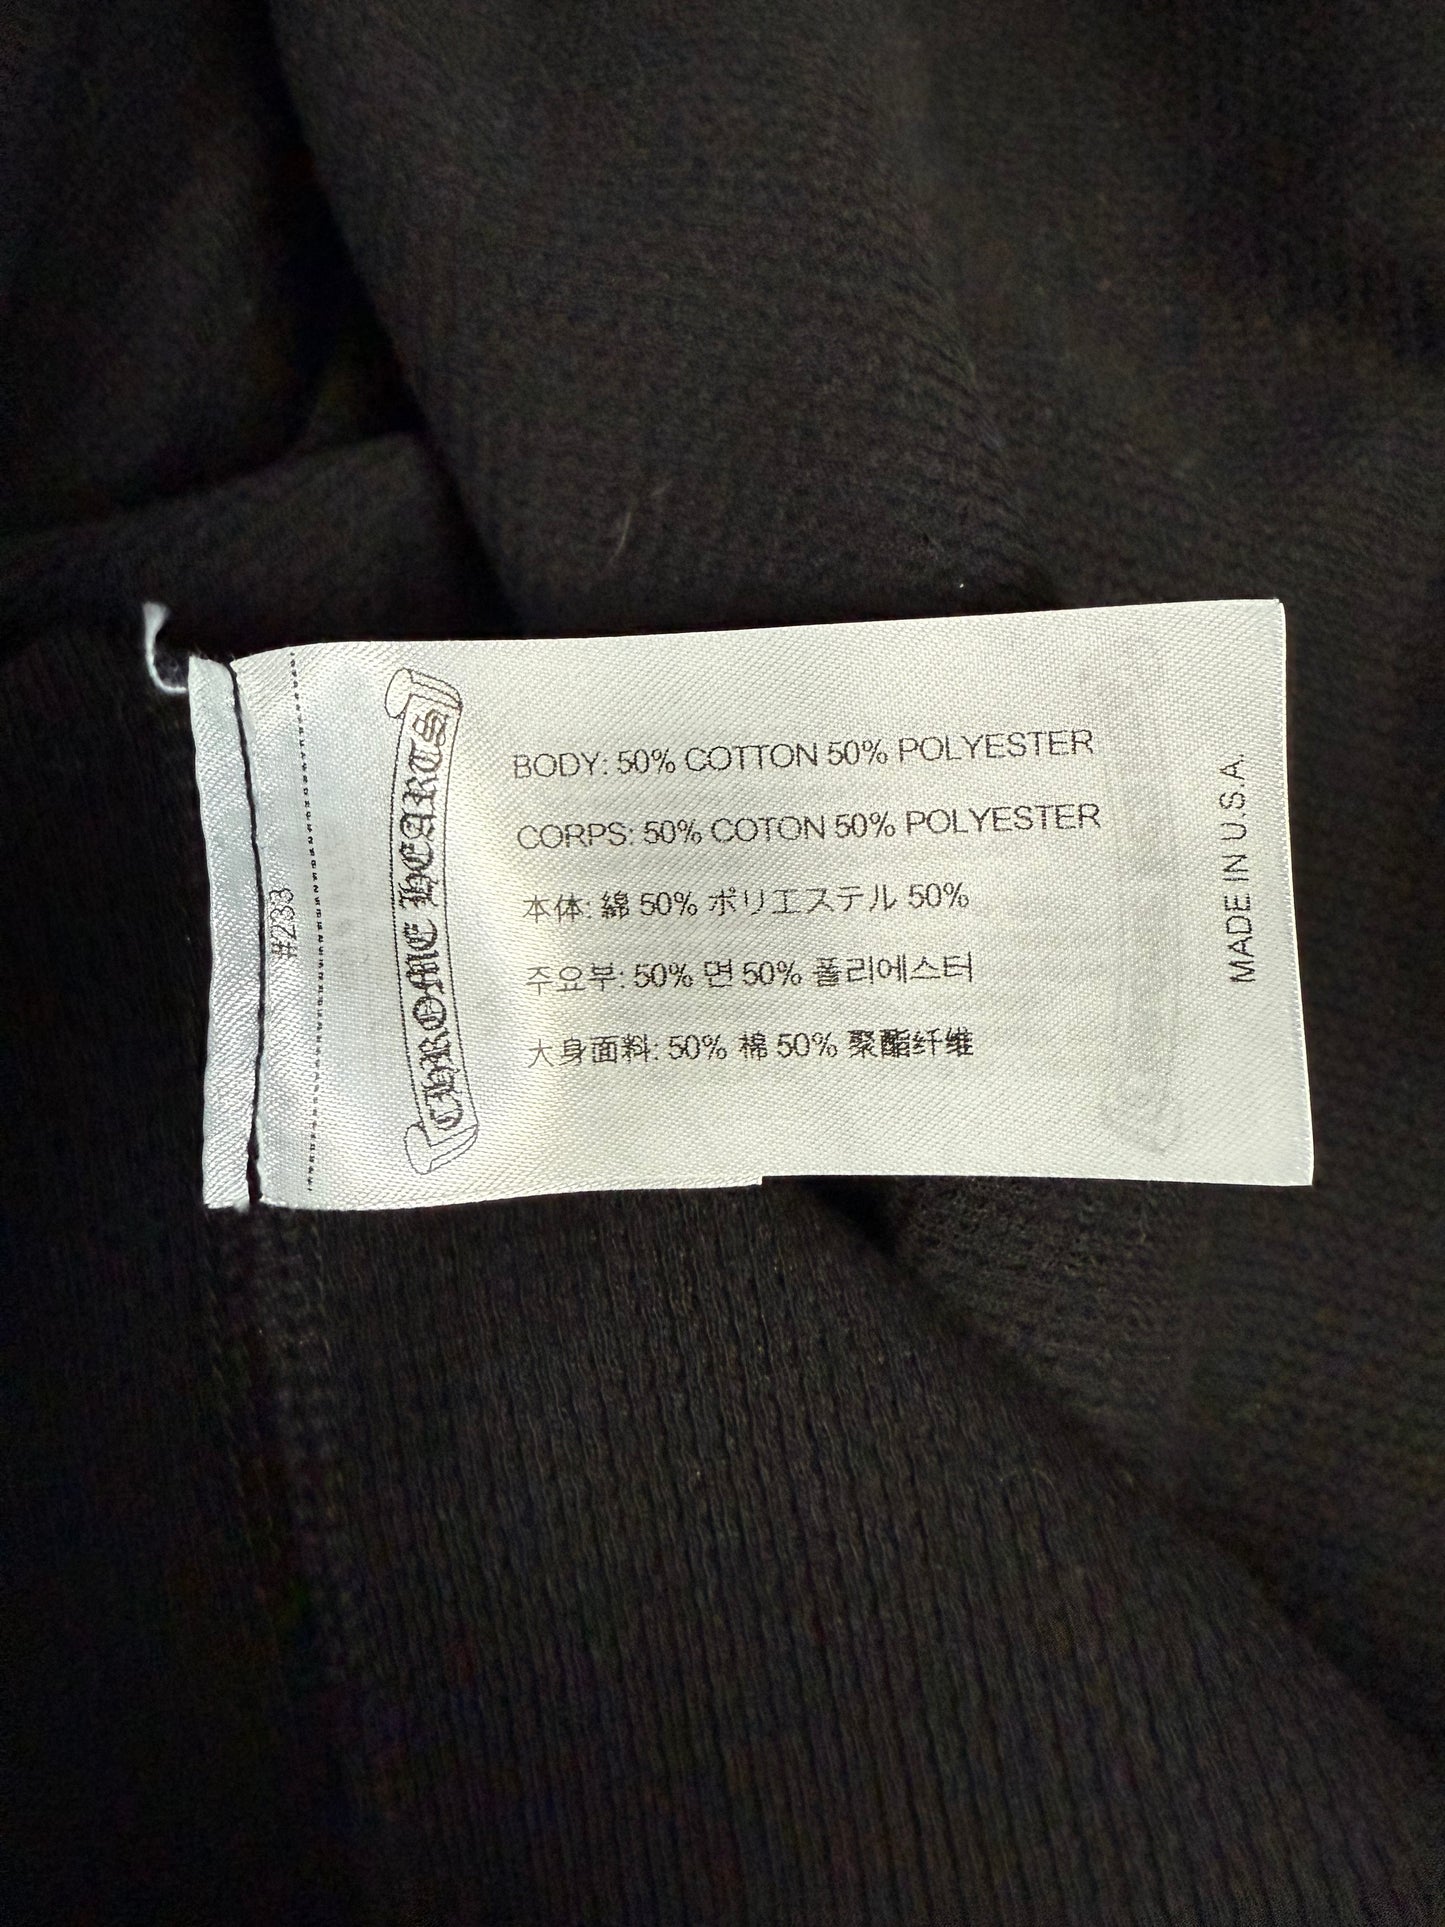 #233
CHROME HEARTS
BODY: 50% COTTON 50% POLYESTER
CORPS: 50% COTON 50% POLYESTER
本体: 綿 50% ポリエステル 50%
주요부: 50% 면 50% 폴리에스터
大身面料: 50% 棉 50% 聚酯纤维
MADE IN U.S.A.